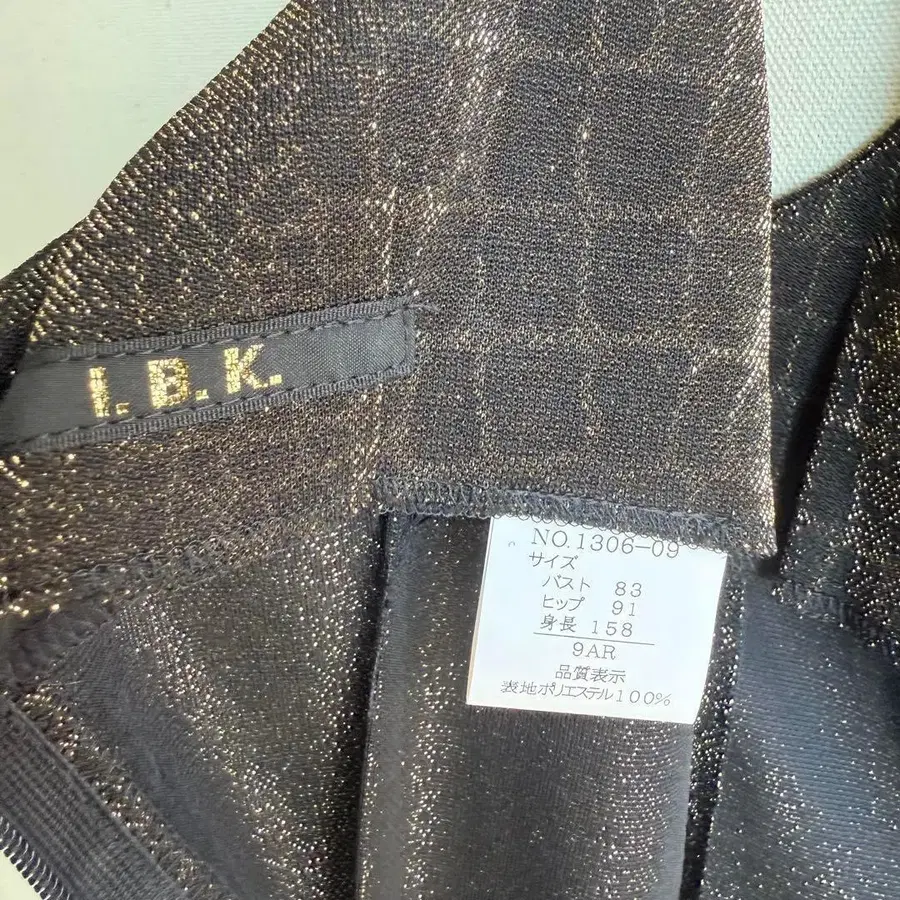 I.B.K.
NO.1306-09
サイズ
バスト 83
ヒップ 91
身長 158
9AR
品質表示
表地ポリエステル100%